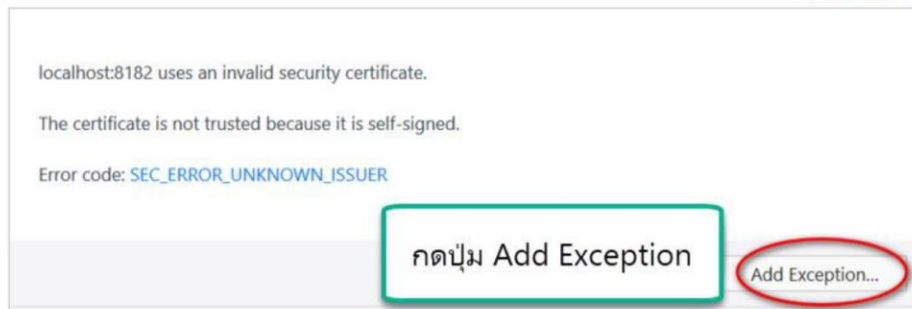 localhost:8182 uses an invalid security certificate.
The certificate is not trusted because it is self-signed.
Error code: SEC_ERROR_UNKNOWN_ISSUER
กดปุ่ม Add Exception
Add Exception...